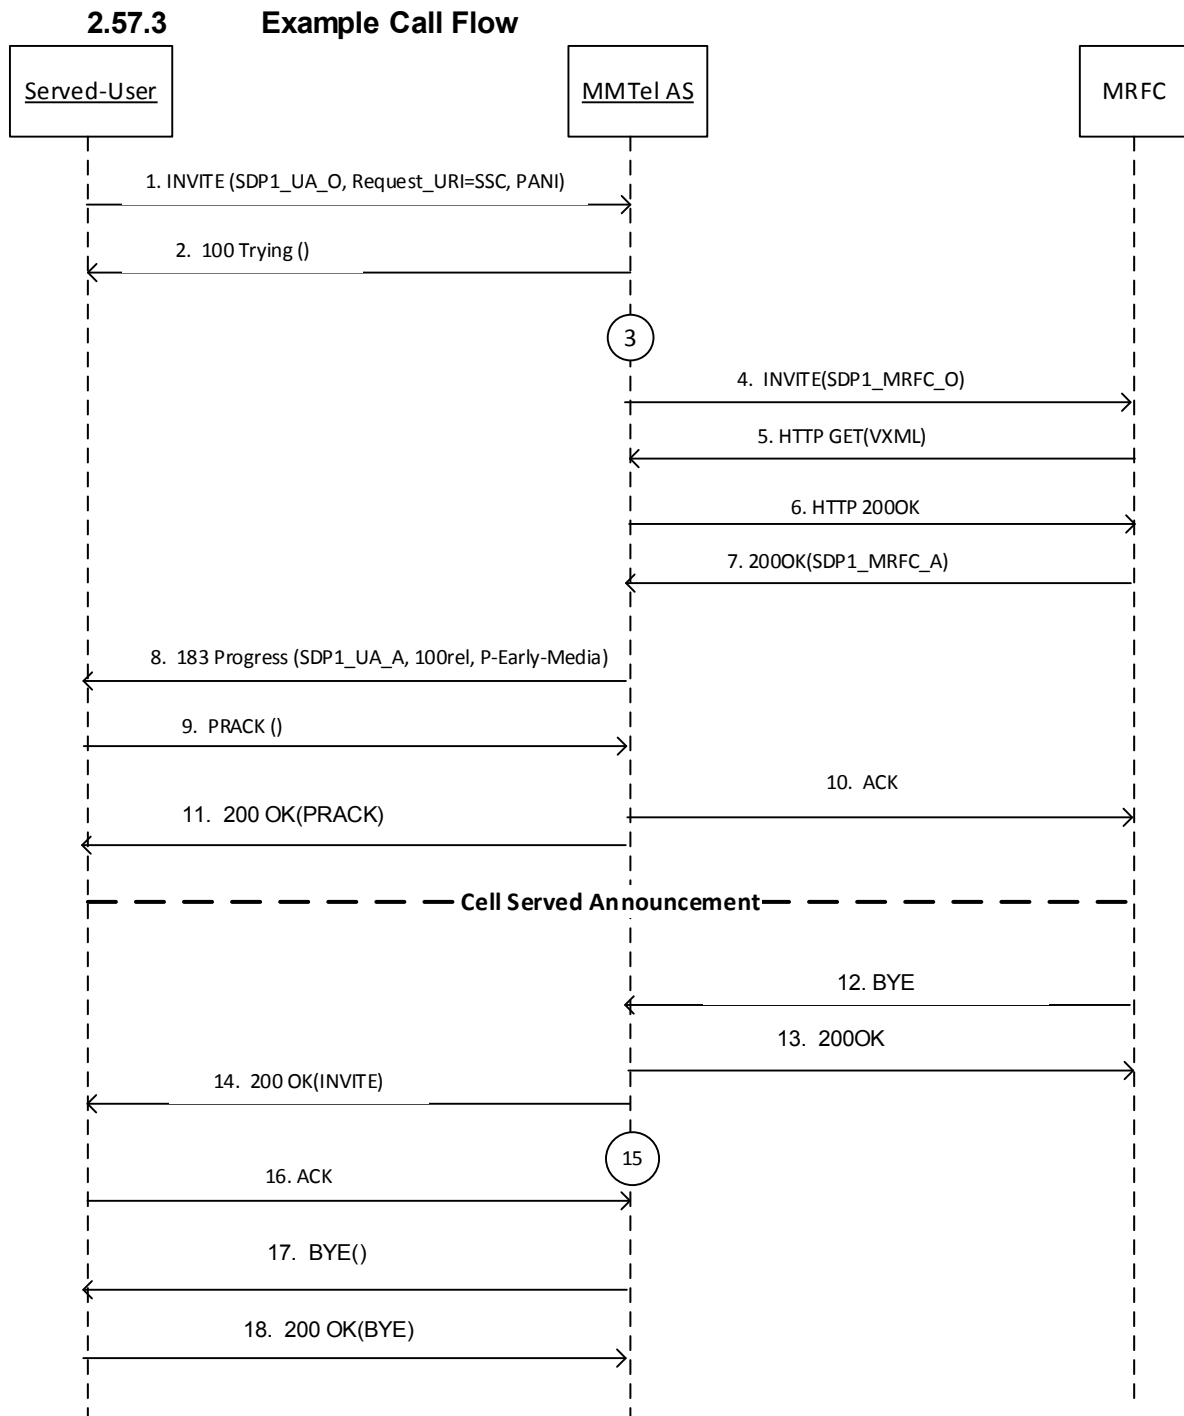 2.57.3 Example Call Flow
Served-User
MMTel AS
MRFC
1. INVITE (SDP1_UA_O, Request_URI=SSC, PANI)
2. 100 Trying ()
3
4. INVITE(SDP1_MRFC_O)
5. HTTP GET(VXML)
6. HTTP 200OK
7. 200OK(SDP1_MRFC_A)
8. 183 Progress (SDP1_UA_A, 100rel, P-Early-Media)
9. PRACK ()
10. ACK
11. 200 OK(PRACK)
Cell Served Announcement
12. BYE
13. 200OK
14. 200 OK(INVITE)
15
16. ACK
17. BYE()
18. 200 OK(BYE)